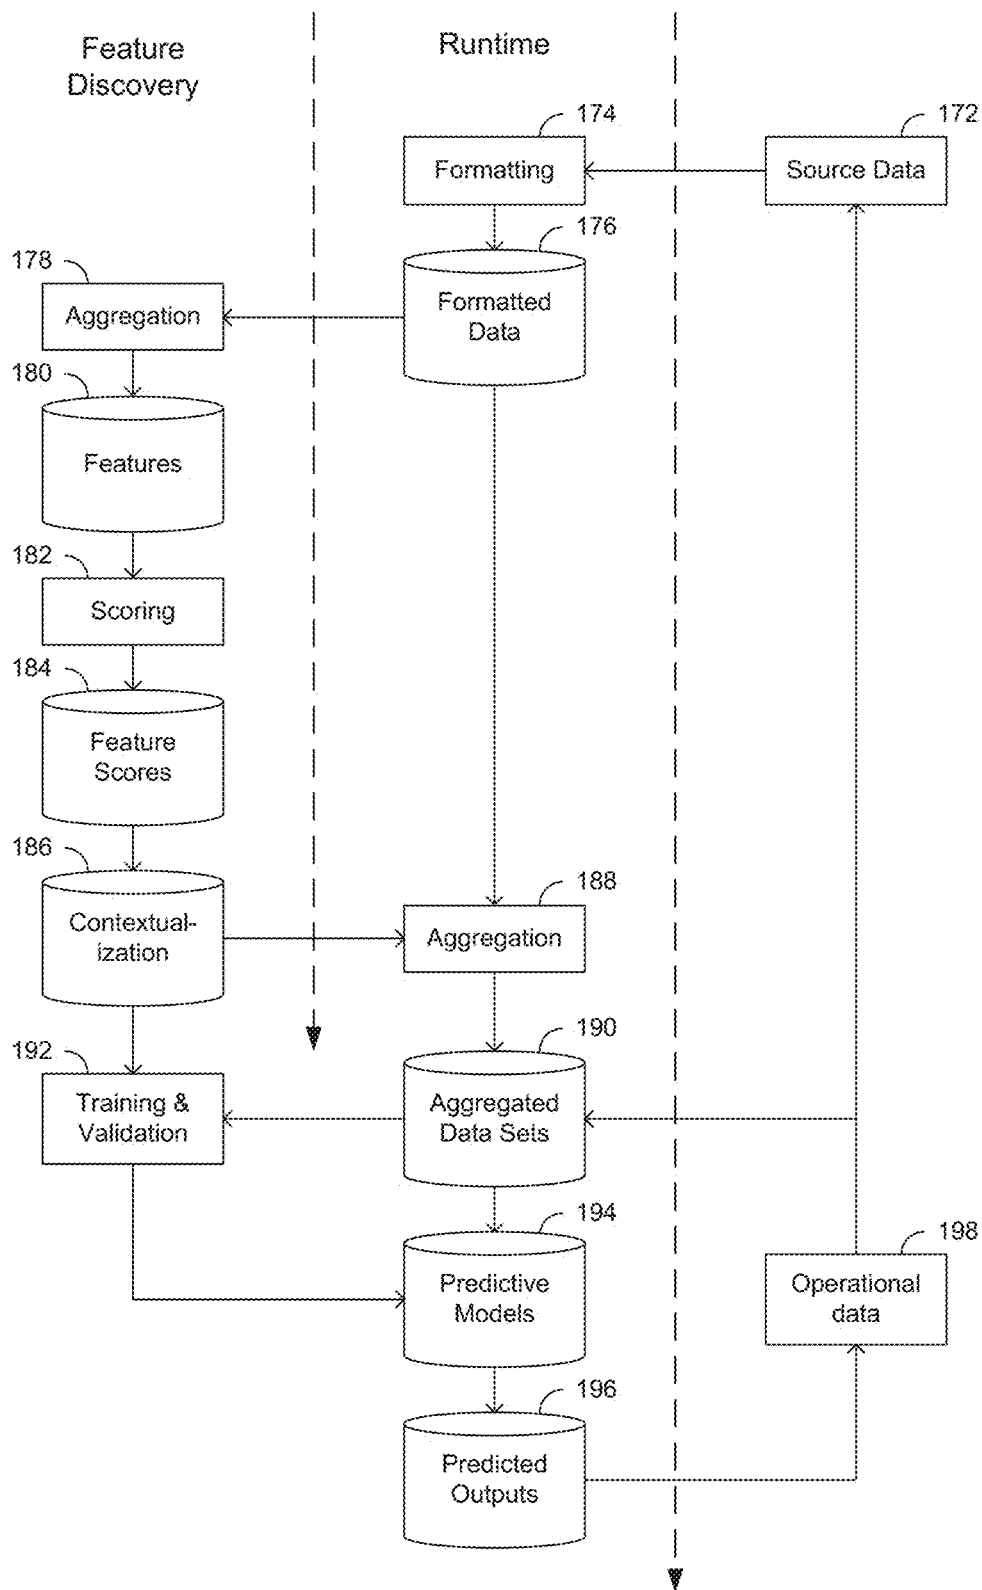 Feature
Discovery
Runtime
174
Formatting
172
Source Data
176
Formatted
Data
178
Aggregation
180
Features
182
Scoring
184
Feature
Scores
186
Contextual-
ization
188
Aggregation
190
Aggregated
Data Sets
192
Training &
Validation
194
Predictive
Models
198
Operational
data
196
Predicted
Outputs